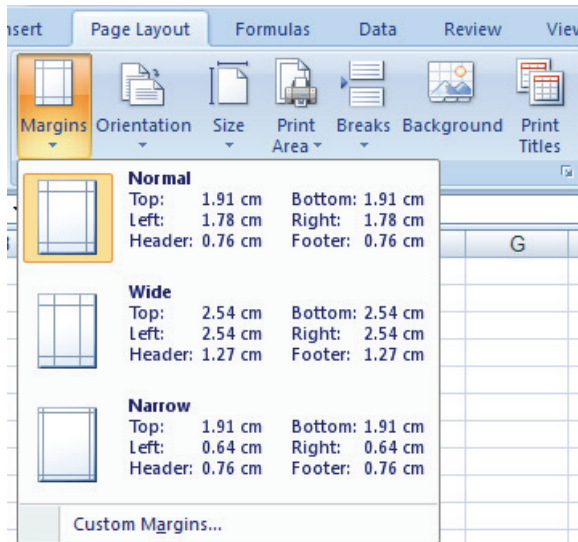 Page Layout Formulas Data Review
Margins Orientation Size Print Area Breaks Background Print Titles
Normal
Top: 1.91 cm Bottom: 1.91 cm
Left: 1.78 cm Right: 1.78 cm
Header: 0.76 cm Footer: 0.76 cm
G
Wide
Top: 2.54 cm Bottom: 2.54 cm
Left: 2.54 cm Right: 2.54 cm
Header: 1.27 cm Footer: 1.27 cm
Narrow
Top: 1.91 cm Bottom: 1.91 cm
Left: 0.64 cm Right: 0.64 cm
Header: 0.76 cm Footer: 0.76 cm
Custom Margins...